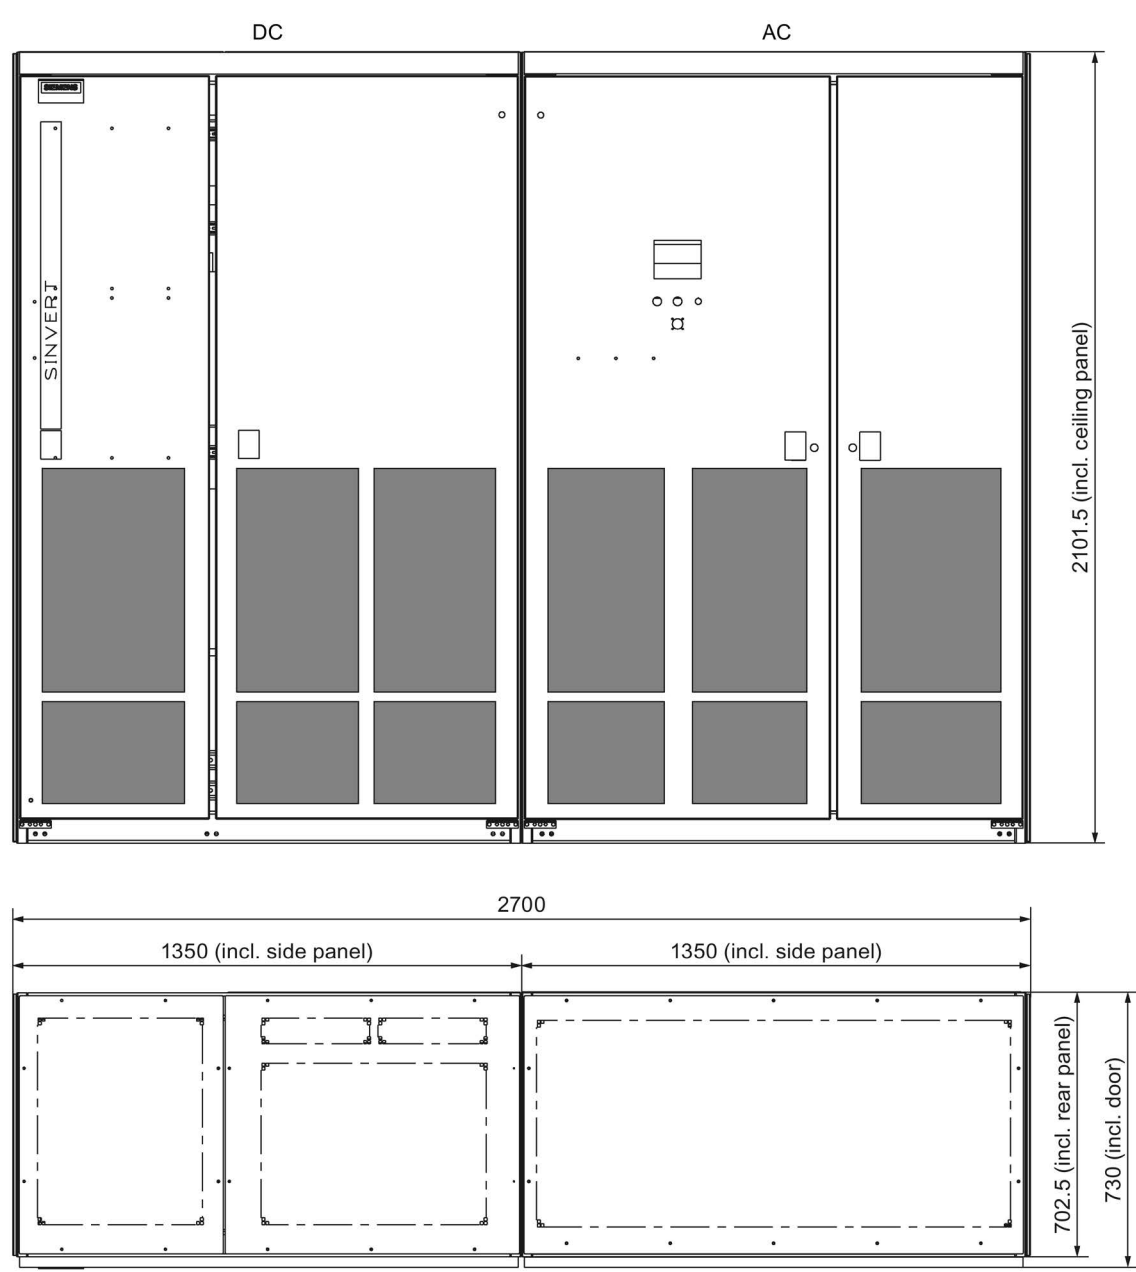 DC
AC
SIEMENS
SINVERT
2101.5 (incl. ceiling panel)
2700
1350 (incl. side panel)
1350 (incl. side panel)
702.5 (incl. rear panel)
730 (incl. door)